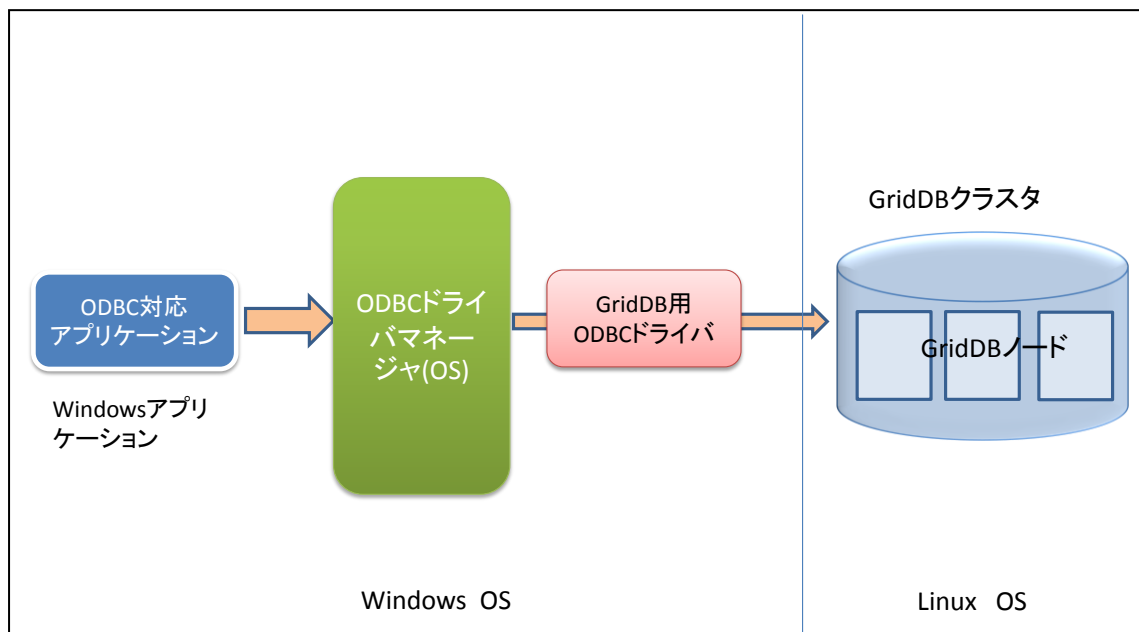 ODBC対応
アプリケーション
Windowsアプリ
ケーション
ODBCドライ
バマネー
ジャ(OS)
GridDB用
ODBCドライバ
GridDBクラスタ
GridDBノード
Windows OS
Linux OS